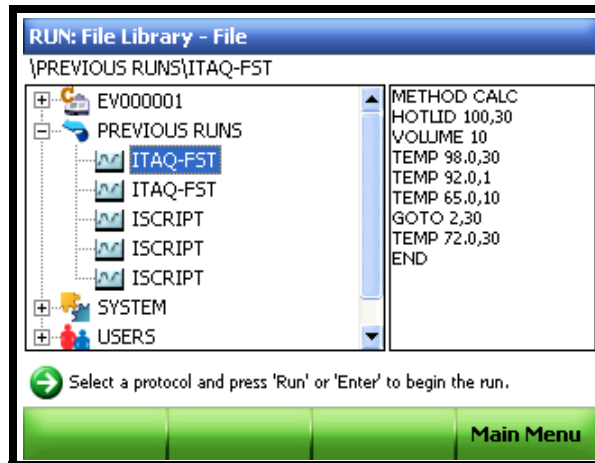 RUN: File Library - File
\PREVIOUS RUNS\ITAQ-FST
EV000001
PREVIOUS RUNS
ITAQ-FST
ITAQ-FST
ISCRIPT
ISCRIPT
ISCRIPT
SYSTEM
USERS
METHOD CALC
HOTLID 100,30
VOLUME 10
TEMP 98.0,30
TEMP 92.0,1
TEMP 65.0,10
GOTO 2,30
TEMP 72.0,30
END
Select a protocol and press 'Run' or 'Enter' to begin the run.
Main Menu